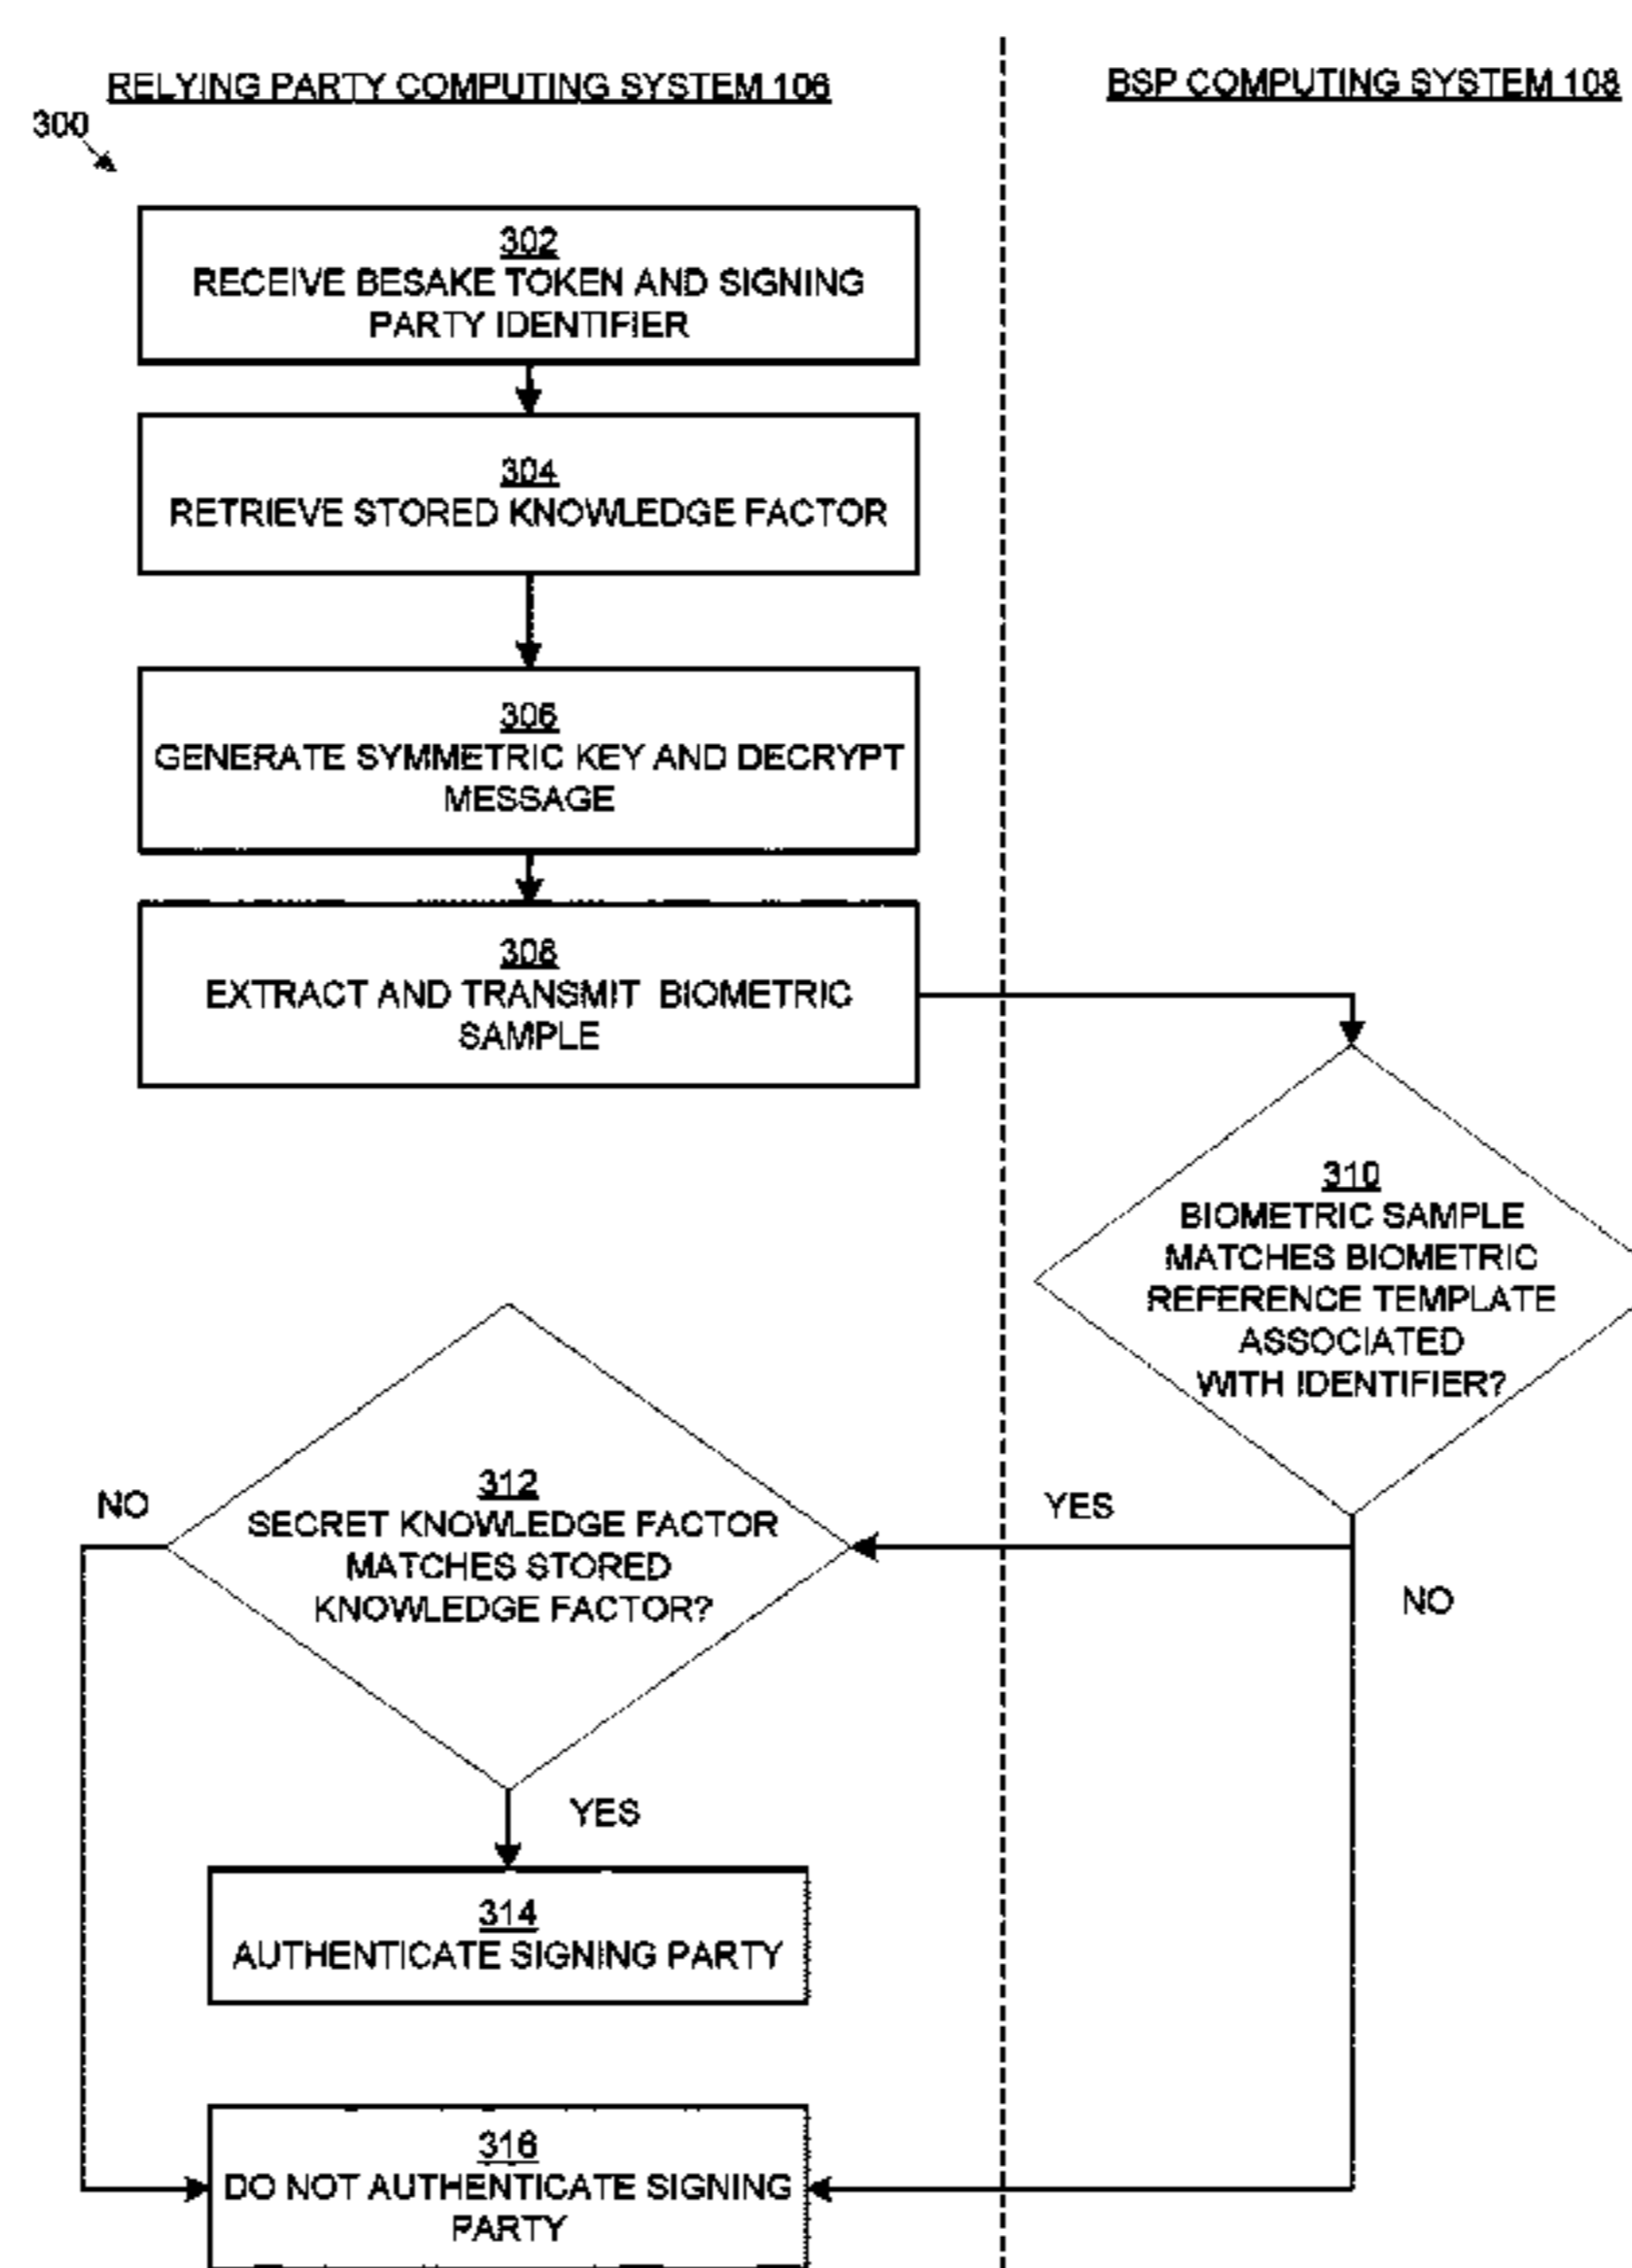 RELYING PARTY COMPUTING SYSTEM 106
BSP COMPUTING SYSTEM 108
300
302
RECEIVE BESAKE TOKEN AND SIGNING
PARTY IDENTIFIER
304
RETRIEVE STORED KNOWLEDGE FACTOR
306
GENERATE SYMMETRIC KEY AND DECRYPT
MESSAGE
308
EXTRACT AND TRANSMIT BIOMETRIC
SAMPLE
310
BIOMETRIC SAMPLE
MATCHES BIOMETRIC
REFERENCE TEMPLATE
ASSOCIATED
WITH IDENTIFIER?
YES
NO
312
SECRET KNOWLEDGE FACTOR
MATCHES STORED
KNOWLEDGE FACTOR?
NO
YES
314
AUTHENTICATE SIGNING PARTY
316
DO NOT AUTHENTICATE SIGNING
PARTY